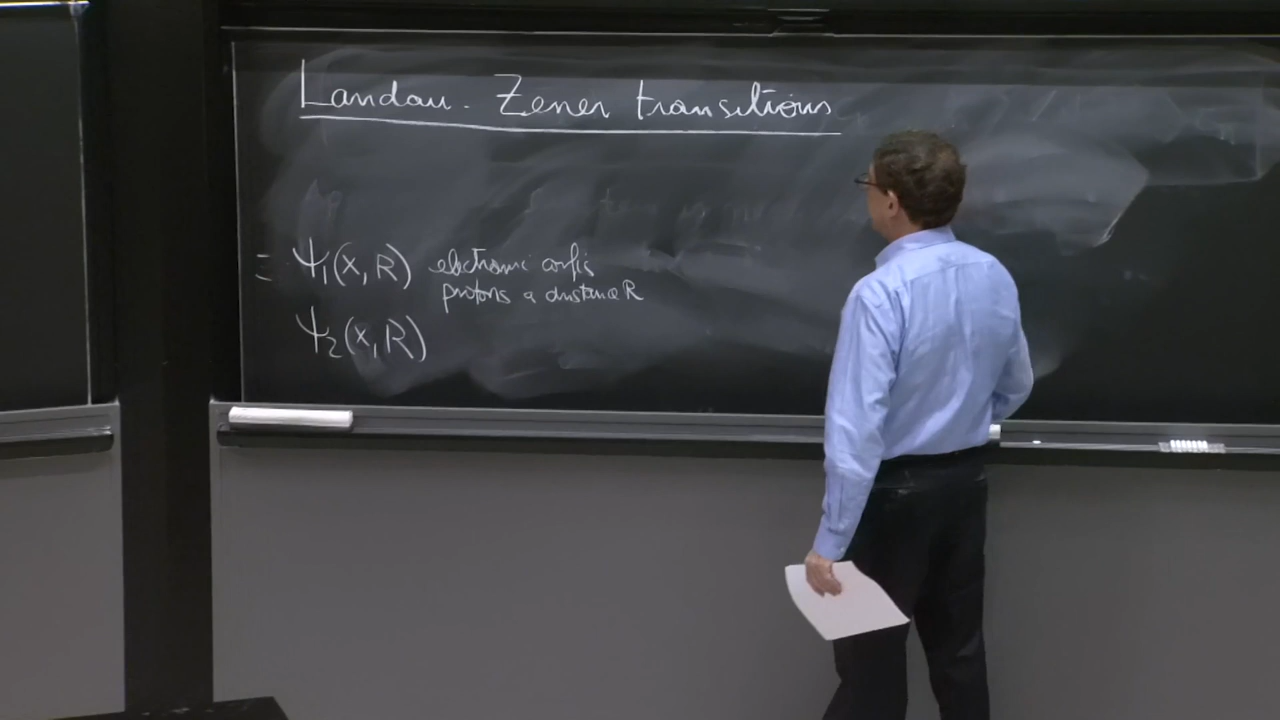 Landau-Zener transitions
= ψ₁(x,R) electronic config
protons a distance R
ψ₂(x,R)